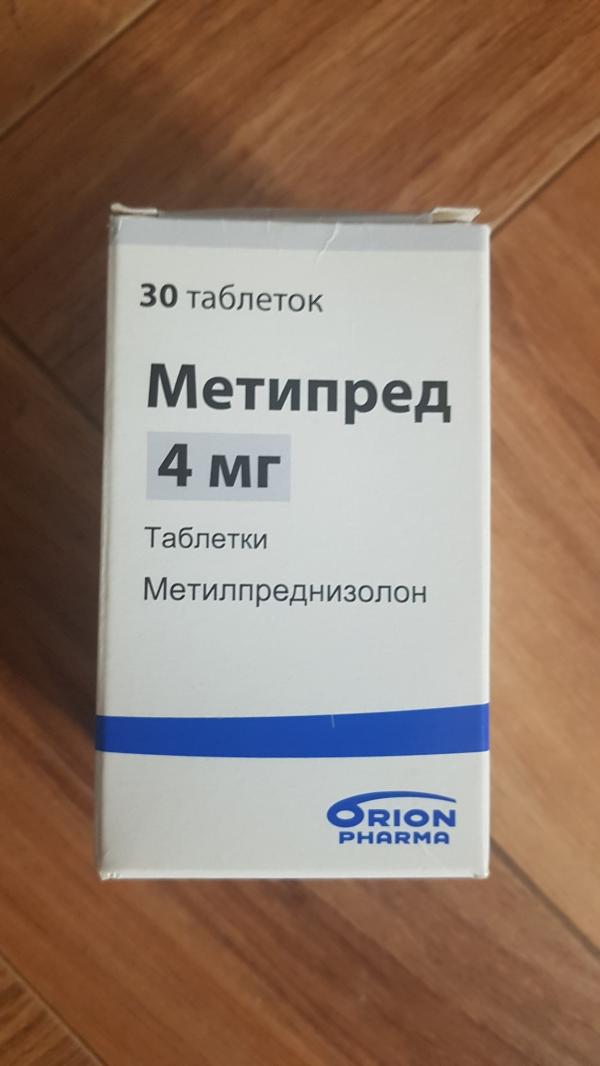 30 таблеток
Метипред
4 мг
Таблетки
Метилпреднизолон
ORION
PHARMA